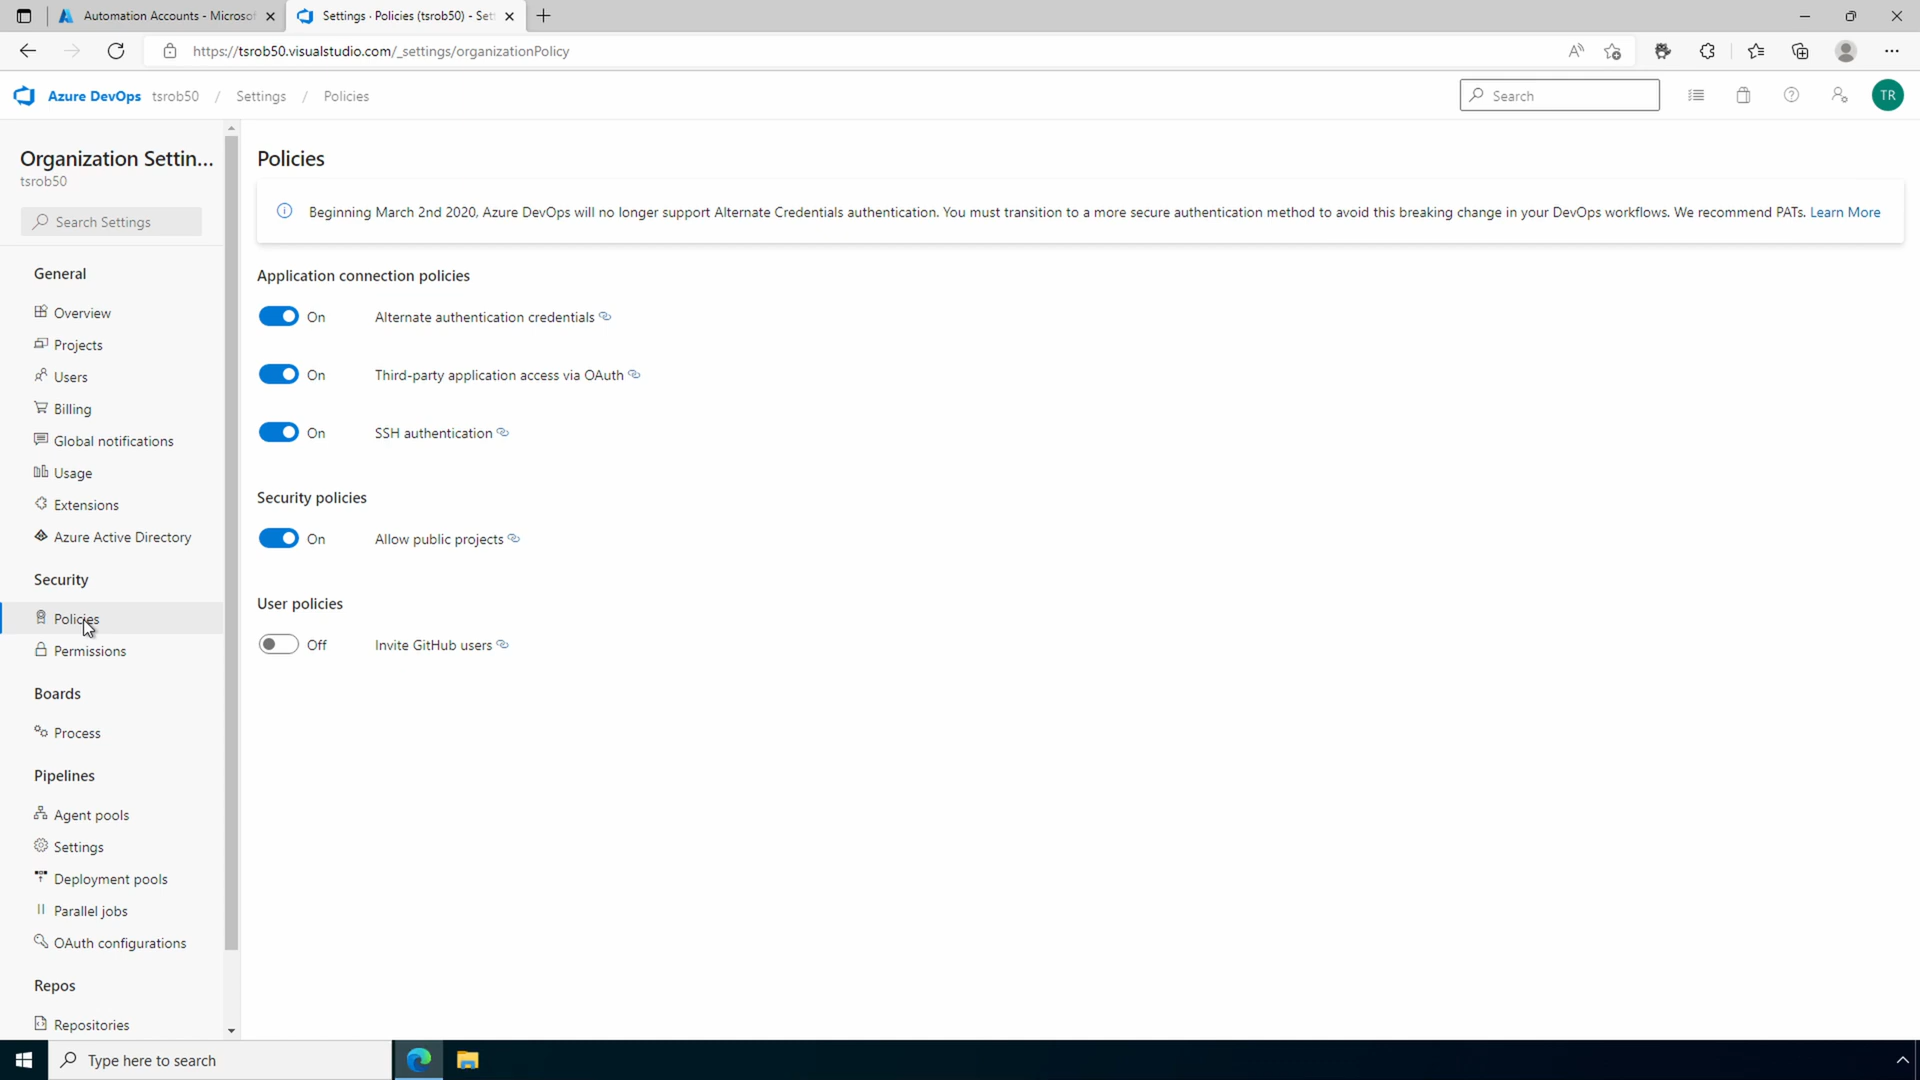 Automation Accounts - Microsof
Settings · Policies (tsrob50) - Set
https://tsrob50.visualstudio.com/_settings/organizationPolicy
Azure DevOps tsrob50 / Settings / Policies
Search
TR
Organization Settin...
tsrob50
Search Settings
General
Overview
Projects
Users
Billing
Global notifications
Usage
Extensions
Azure Active Directory
Security
Policies
Permissions
Boards
Process
Pipelines
Agent pools
Settings
Deployment pools
Parallel jobs
OAuth configurations
Repos
Repositories
Policies
Beginning March 2nd 2020, Azure DevOps will no longer support Alternate Credentials authentication. You must transition to a more secure authentication method to avoid this breaking change in your DevOps workflows. We recommend PATs. Learn More
Application connection policies
On Alternate authentication credentials
On Third-party application access via OAuth
On SSH authentication
Security policies
On Allow public projects
User policies
Off Invite GitHub users
Type here to search